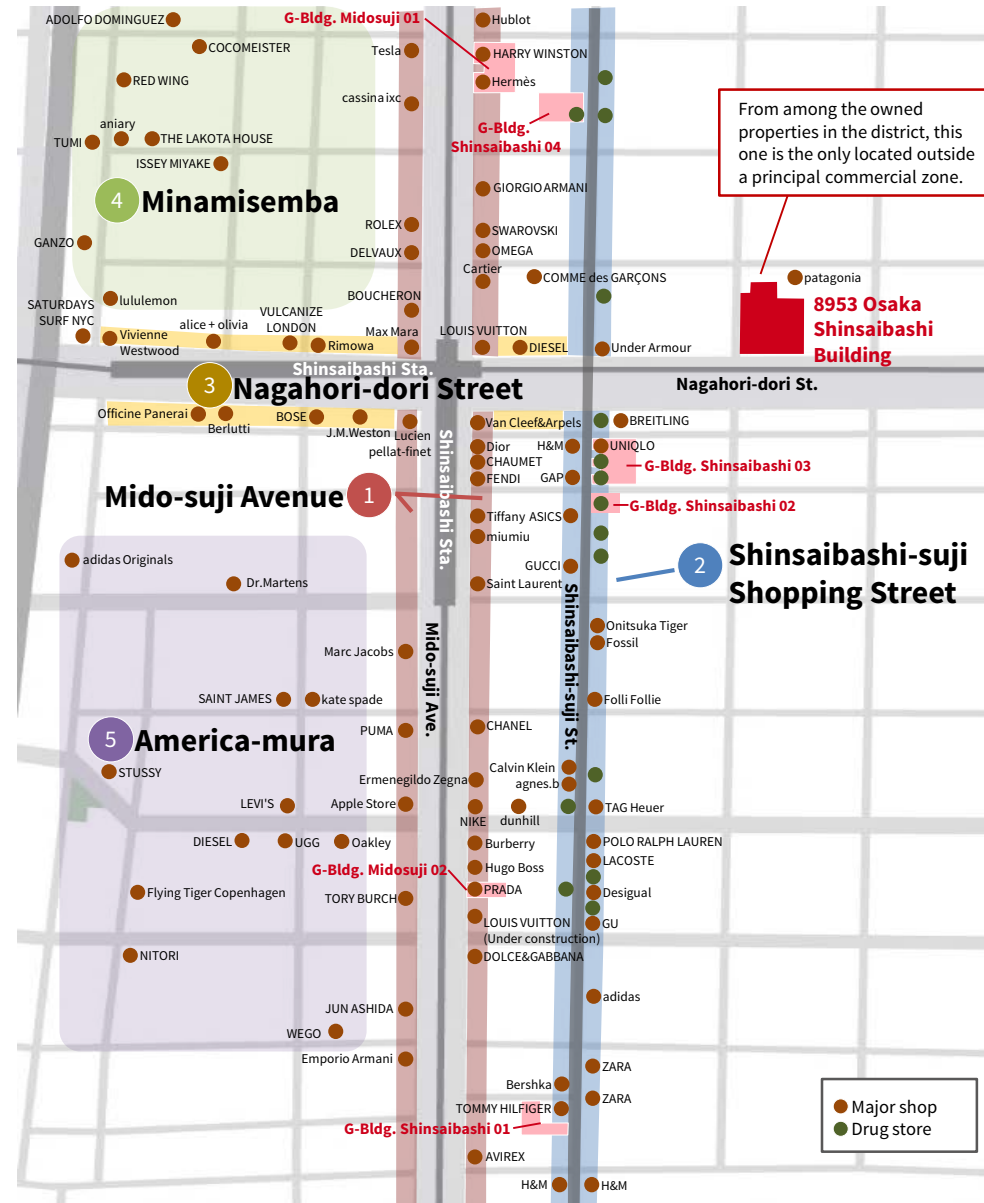 ADOLFO DOMINGUEZ
G-Bldg. Midosuji 01
Hublot
COCOMEISTER
Tesla
HARRY WINSTON
RED WING
Hermès
cassina ixc
From among the owned
properties in the district, this
one is the only located outside
a principal commercial zone.
aniary
TUMI
THE LAKOTA HOUSE
G-Bldg.
Shinsaibashi 04
ISSEY MIYAKE
4
Minamisemba
GIORGIO ARMANI
ROLEX
SWAROVSKI
GANZO
DELVAUX
OMEGA
Cartier
COMME des GARÇONS
patagonia
lululemon
BOUCHERON
8953 Osaka
Shinsaibashi
Building
SATURDAYS
SURF NYC
VULCANIZE
LONDON
alice + olivia
Vivienne
Westwood
Rimowa
Max Mara
LOUIS VUITTON
DIESEL
Under Armour
Shinsaibashi Sta.
3
Nagahori-dori Street
Nagahori-dori St.
Officine Panerai
Berlutti
BOSE
J.M.Weston
Lucien
pellat-finet
Van Cleef&Arpels
BREITLING
Shinsaibashi Sta.
Dior
H&M
UNIQLO
CHAUMET
G-Bldg. Shinsaibashi 03
FENDI
GAP
Mido-suji Avenue
1
G-Bldg. Shinsaibashi 02
Tiffany
ASICS
miumiu
adidas Originals
GUCCI
2
Shinsaibashi-suji
Shopping Street
Dr.Martens
Saint Laurent
Shinsaibashi-suji St.
Mido-suji Ave.
Onitsuka Tiger
Fossil
Marc Jacobs
SAINT JAMES
kate spade
Folli Follie
PUMA
CHANEL
5
America-mura
STUSSY
Calvin Klein
agnes.b
Ermenegildo Zegna
LEVI'S
Apple Store
NIKE
dunhill
TAG Heuer
DIESEL
UGG
Oakley
Burberry
POLO RALPH LAUREN
LACOSTE
G-Bldg. Midosuji 02
Hugo Boss
PRADA
Flying Tiger Copenhagen
TORY BURCH
Desigual
LOUIS VUITTON
(Under construction)
GU
NITORI
DOLCE&GABBANA
adidas
JUN ASHIDA
WEGO
Emporio Armani
ZARA
Bershka
ZARA
TOMMY HILFIGER
G-Bldg. Shinsaibashi 01
AVIREX
H&M
H&M
Major shop
Drug store